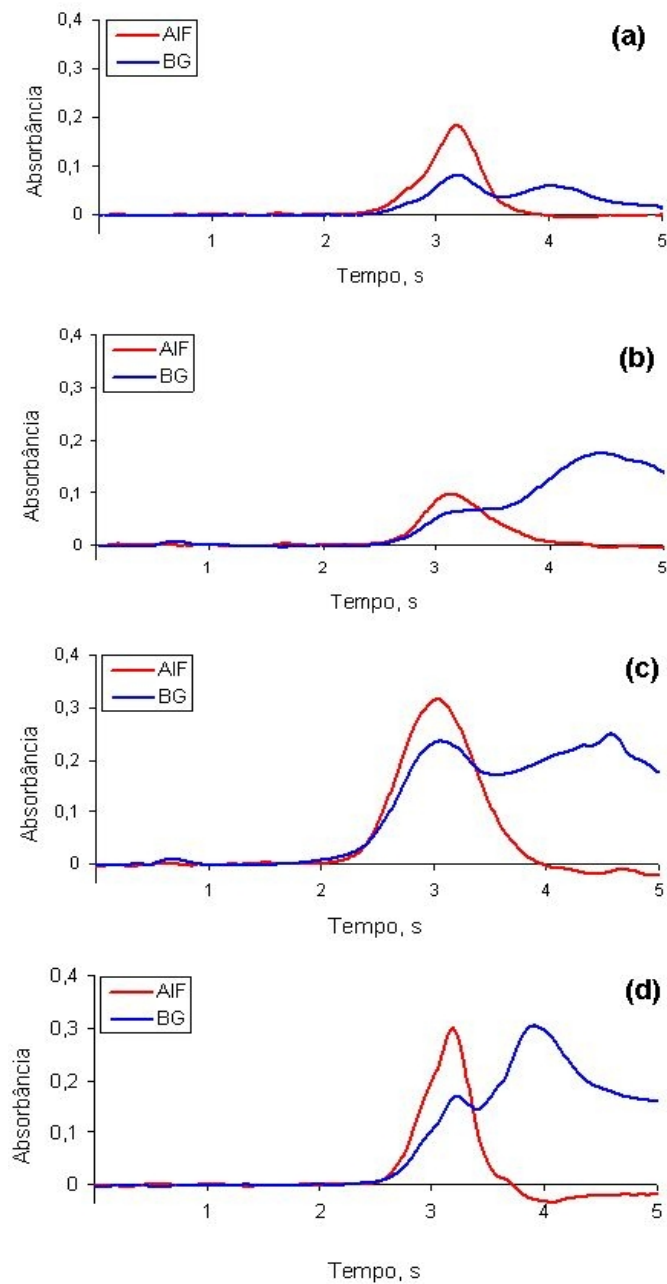 (a)
AlF
BG
Absorbância
0,4
0,3
0,2
0,1
0
1 2 3 4 5
Tempo, s
(b)
AlF
BG
Absorbância
0,4
0,3
0,2
0,1
0
1 2 3 4 5
Tempo, s
(c)
AlF
BG
Absorbância
0,4
0,3
0,2
0,1
0
1 2 3 4 5
Tempo, s
(d)
AlF
BG
Absorbância
0,4
0,3
0,2
0,1
0
0 1 2 3 4 5
Tempo, s